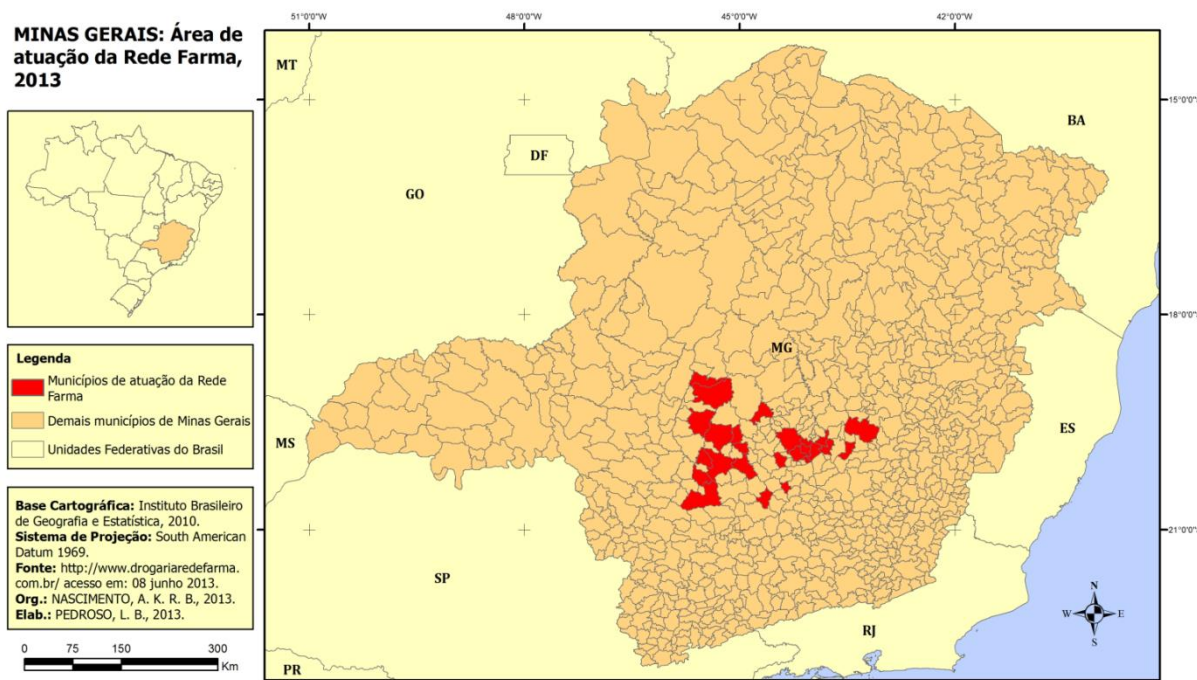 MINAS GERAIS: Área de
atuação da Rede Farma,
2013
Legenda
Municípios de atuação da Rede
Farma
Demais municípios de Minas Gerais
Unidades Federativas do Brasil
Base Cartográfica: Instituto Brasileiro
de Geografia e Estatística, 2010.
Sistema de Projeção: South American
Datum 1969.
Fonte: http://www.drogariaredefarma.
com.br/ acesso em: 08 junho 2013.
Org.: NASCIMENTO, A. K. R. B., 2013.
Elab.: PEDROSO, L. B., 2013.
0 75 150 300
Km
51°0'0"W 48°0'0"W 45°0'0"W 42°0'0"W
MT
BA
15°0'0"S
DF
GO
18°0'0"S
MG
MS
ES
21°0'0"S
SP
N
W E
S
RJ
PR